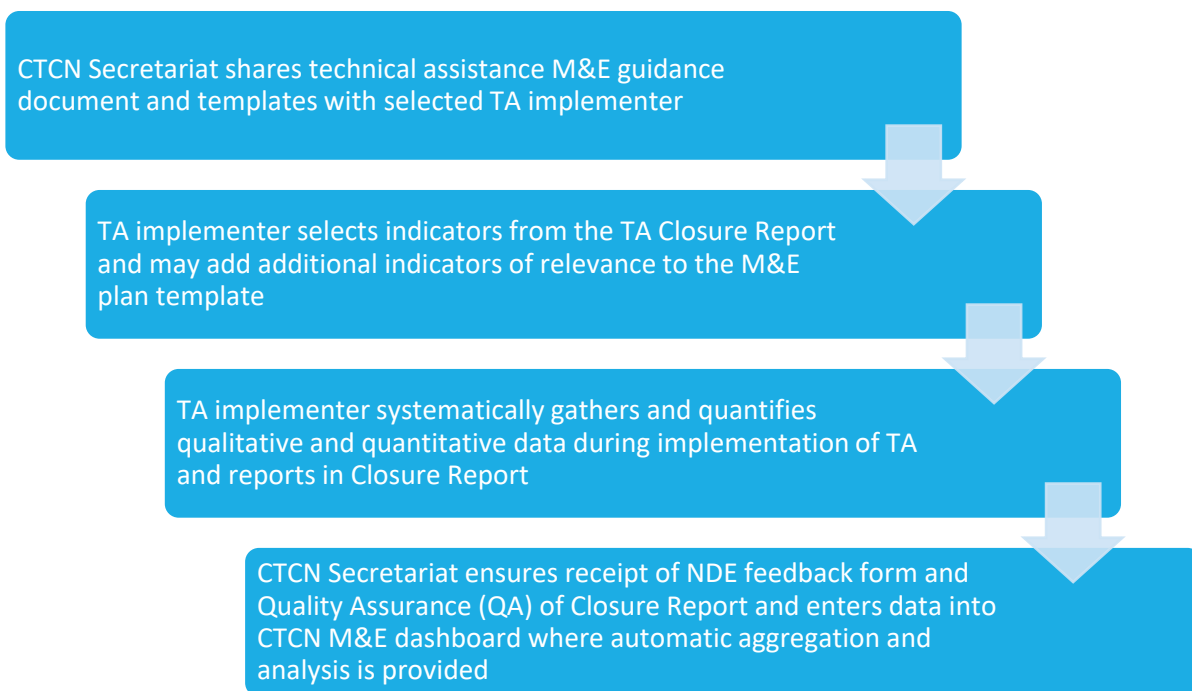 CTCN Secretariat shares technical assistance M&E guidance
document and templates with selected TA implementer
TA implementer selects indicators from the TA Closure Report
and may add additional indicators of relevance to the M&E
plan template
TA implementer systematically gathers and quantifies
qualitative and quantitative data during implementation of TA
and reports in Closure Report
CTCN Secretariat ensures receipt of NDE feedback form and
Quality Assurance (QA) of Closure Report and enters data into
CTCN M&E dashboard where automatic aggregation and
analysis is provided